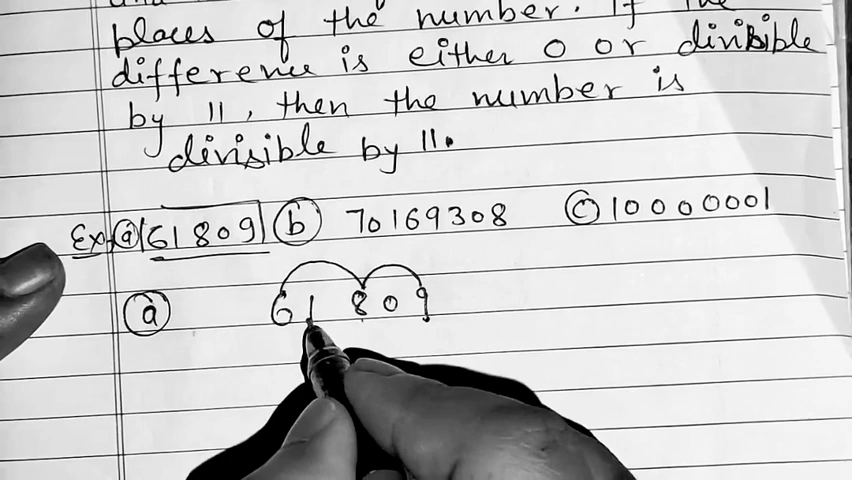 places of the number. If the
difference is either 0 or divisible
by 11, then the number is
divisible by 11.
Ex. (a) 61809 (b) 70169308 (c) 10000001
(a) 61809